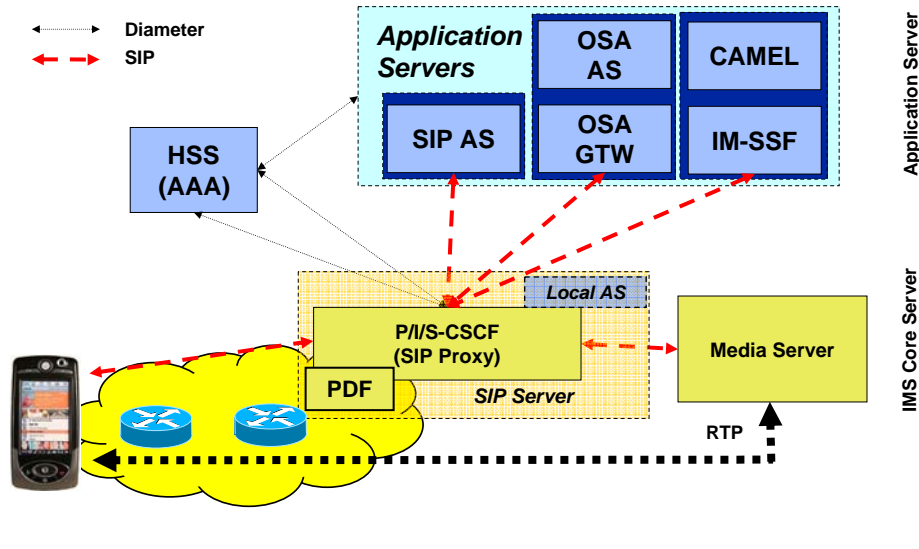 Diameter
SIP
Application
Servers
OSA
AS
CAMEL
SIP AS
OSA
GTW
IM-SSF
HSS
(AAA)
Application Server
Local AS
P/I/S-CSCF
(SIP Proxy)
Media Server
PDF
SIP Server
IMS Core Server
RTP